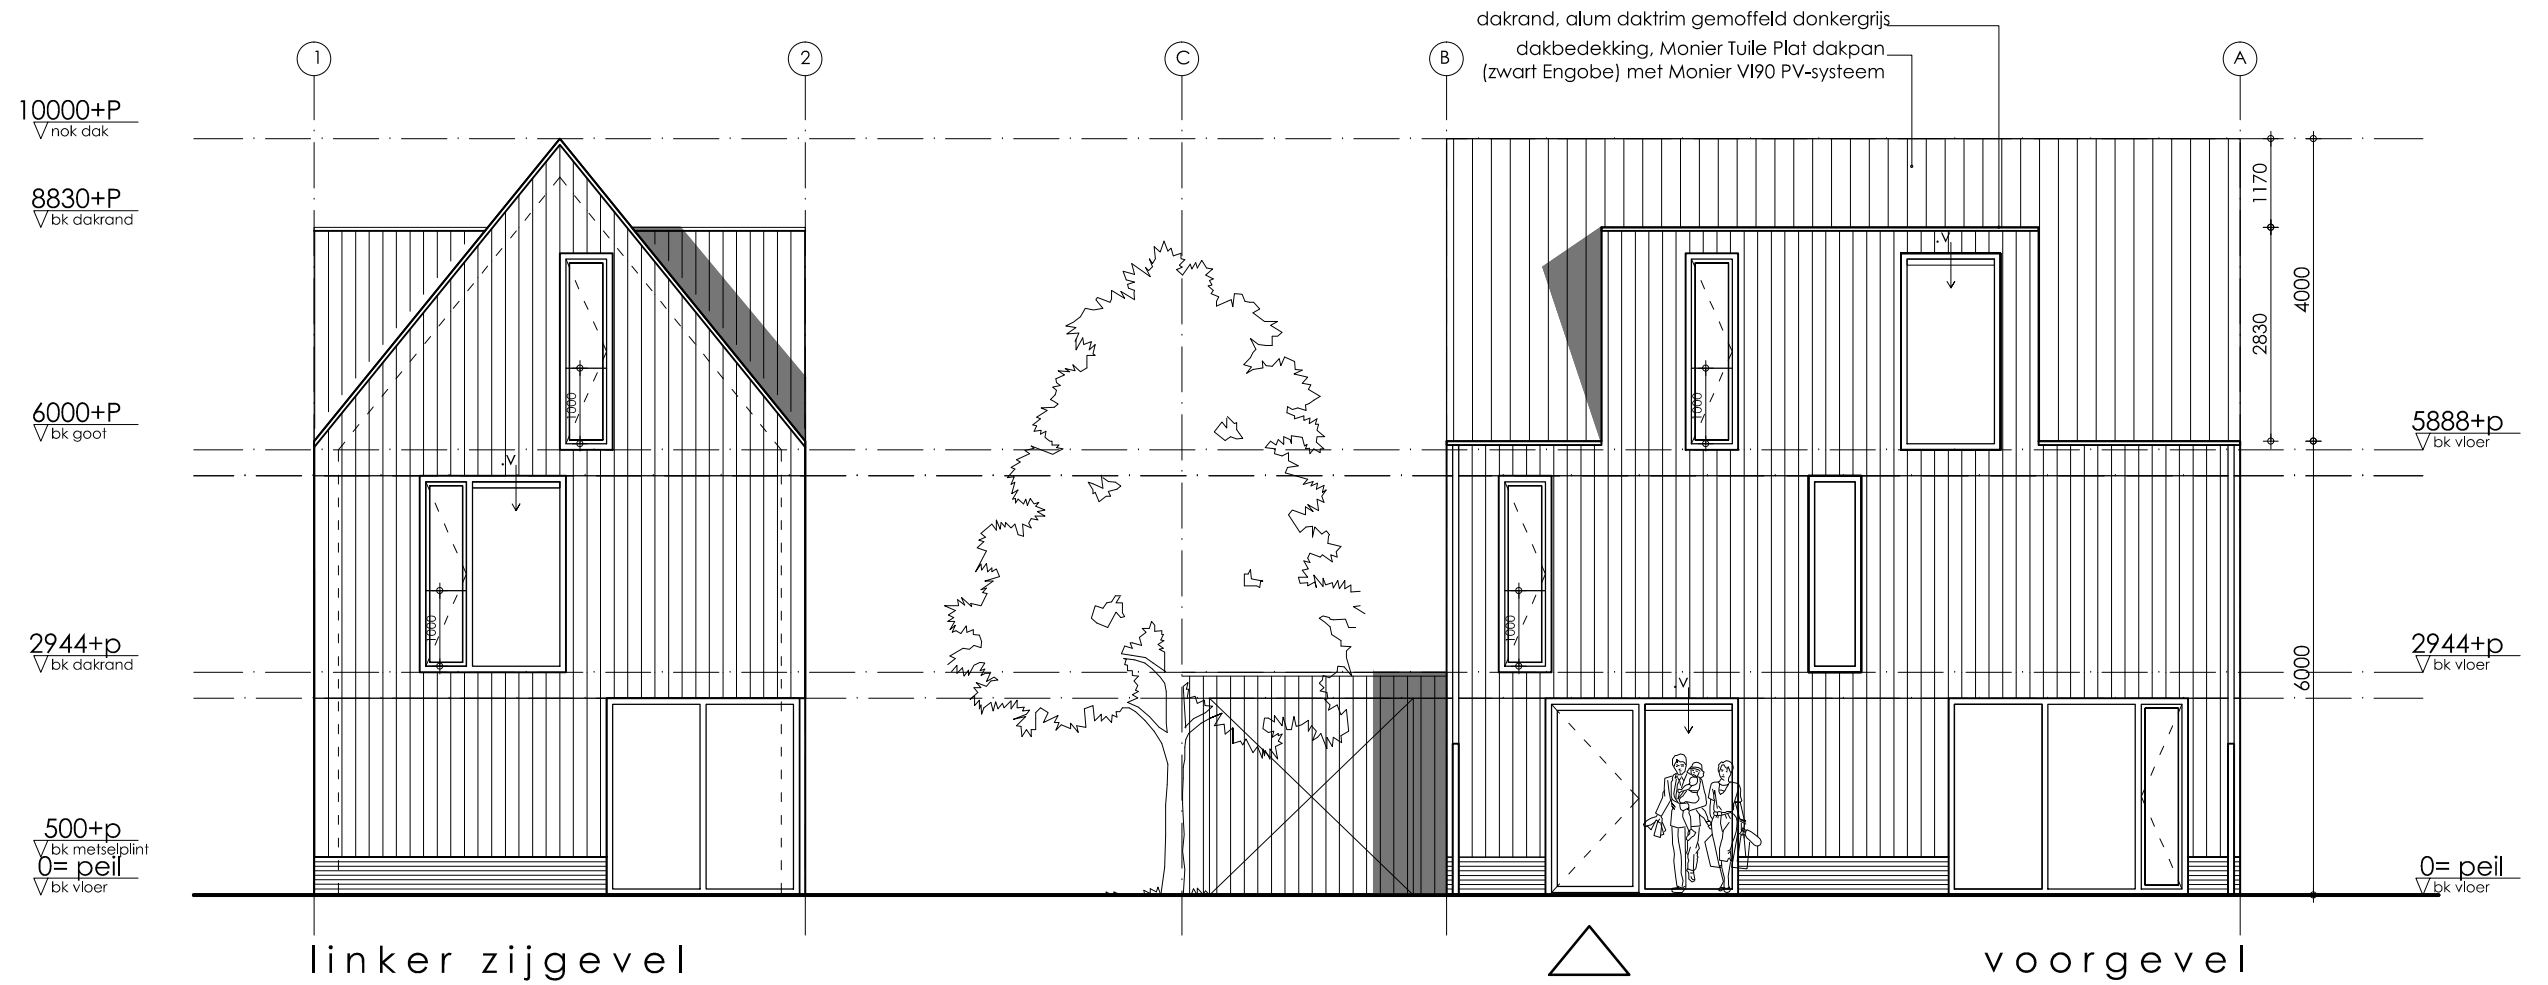 dakrand, alum daktrim gemoffeld donkergrijs
dakbedekking, Monier Tuile Plat dakpan
(zwart Engobe) met Monier VI90 PV-systeem
1
2
C
B
A
10000+P
nok dak
8830+P
bk dakrand
6000+P
bk goot
2944+p
bk dakrand
500+p
bk metselplint
0= peil
bk vloer
1000
.V
1000
.V
1000
1000
.V
1170
2830
4000
6000
5888+p
bk vloer
2944+p
bk vloer
0= peil
bk vloer
linker zijgevel
voorgevel